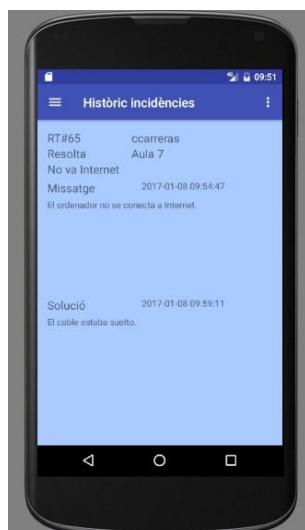 09:51
Històric incidències
RT#65 ccarreras
Resolta Aula 7
No va Internet
Missatge 2017-01-08 09:54:47
El ordenador no se conecta a Internet.
Solució 2017-01-08 09:59:11
El cable estaba suelto.